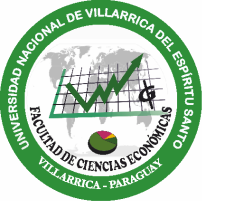 UNIVERSIDAD NACIONAL DE VILLARRICA DEL ESPÍRITU SANTO
FACULTAD DE CIENCIAS ECONÓMICAS
VILLARRICA - PARAGUAY